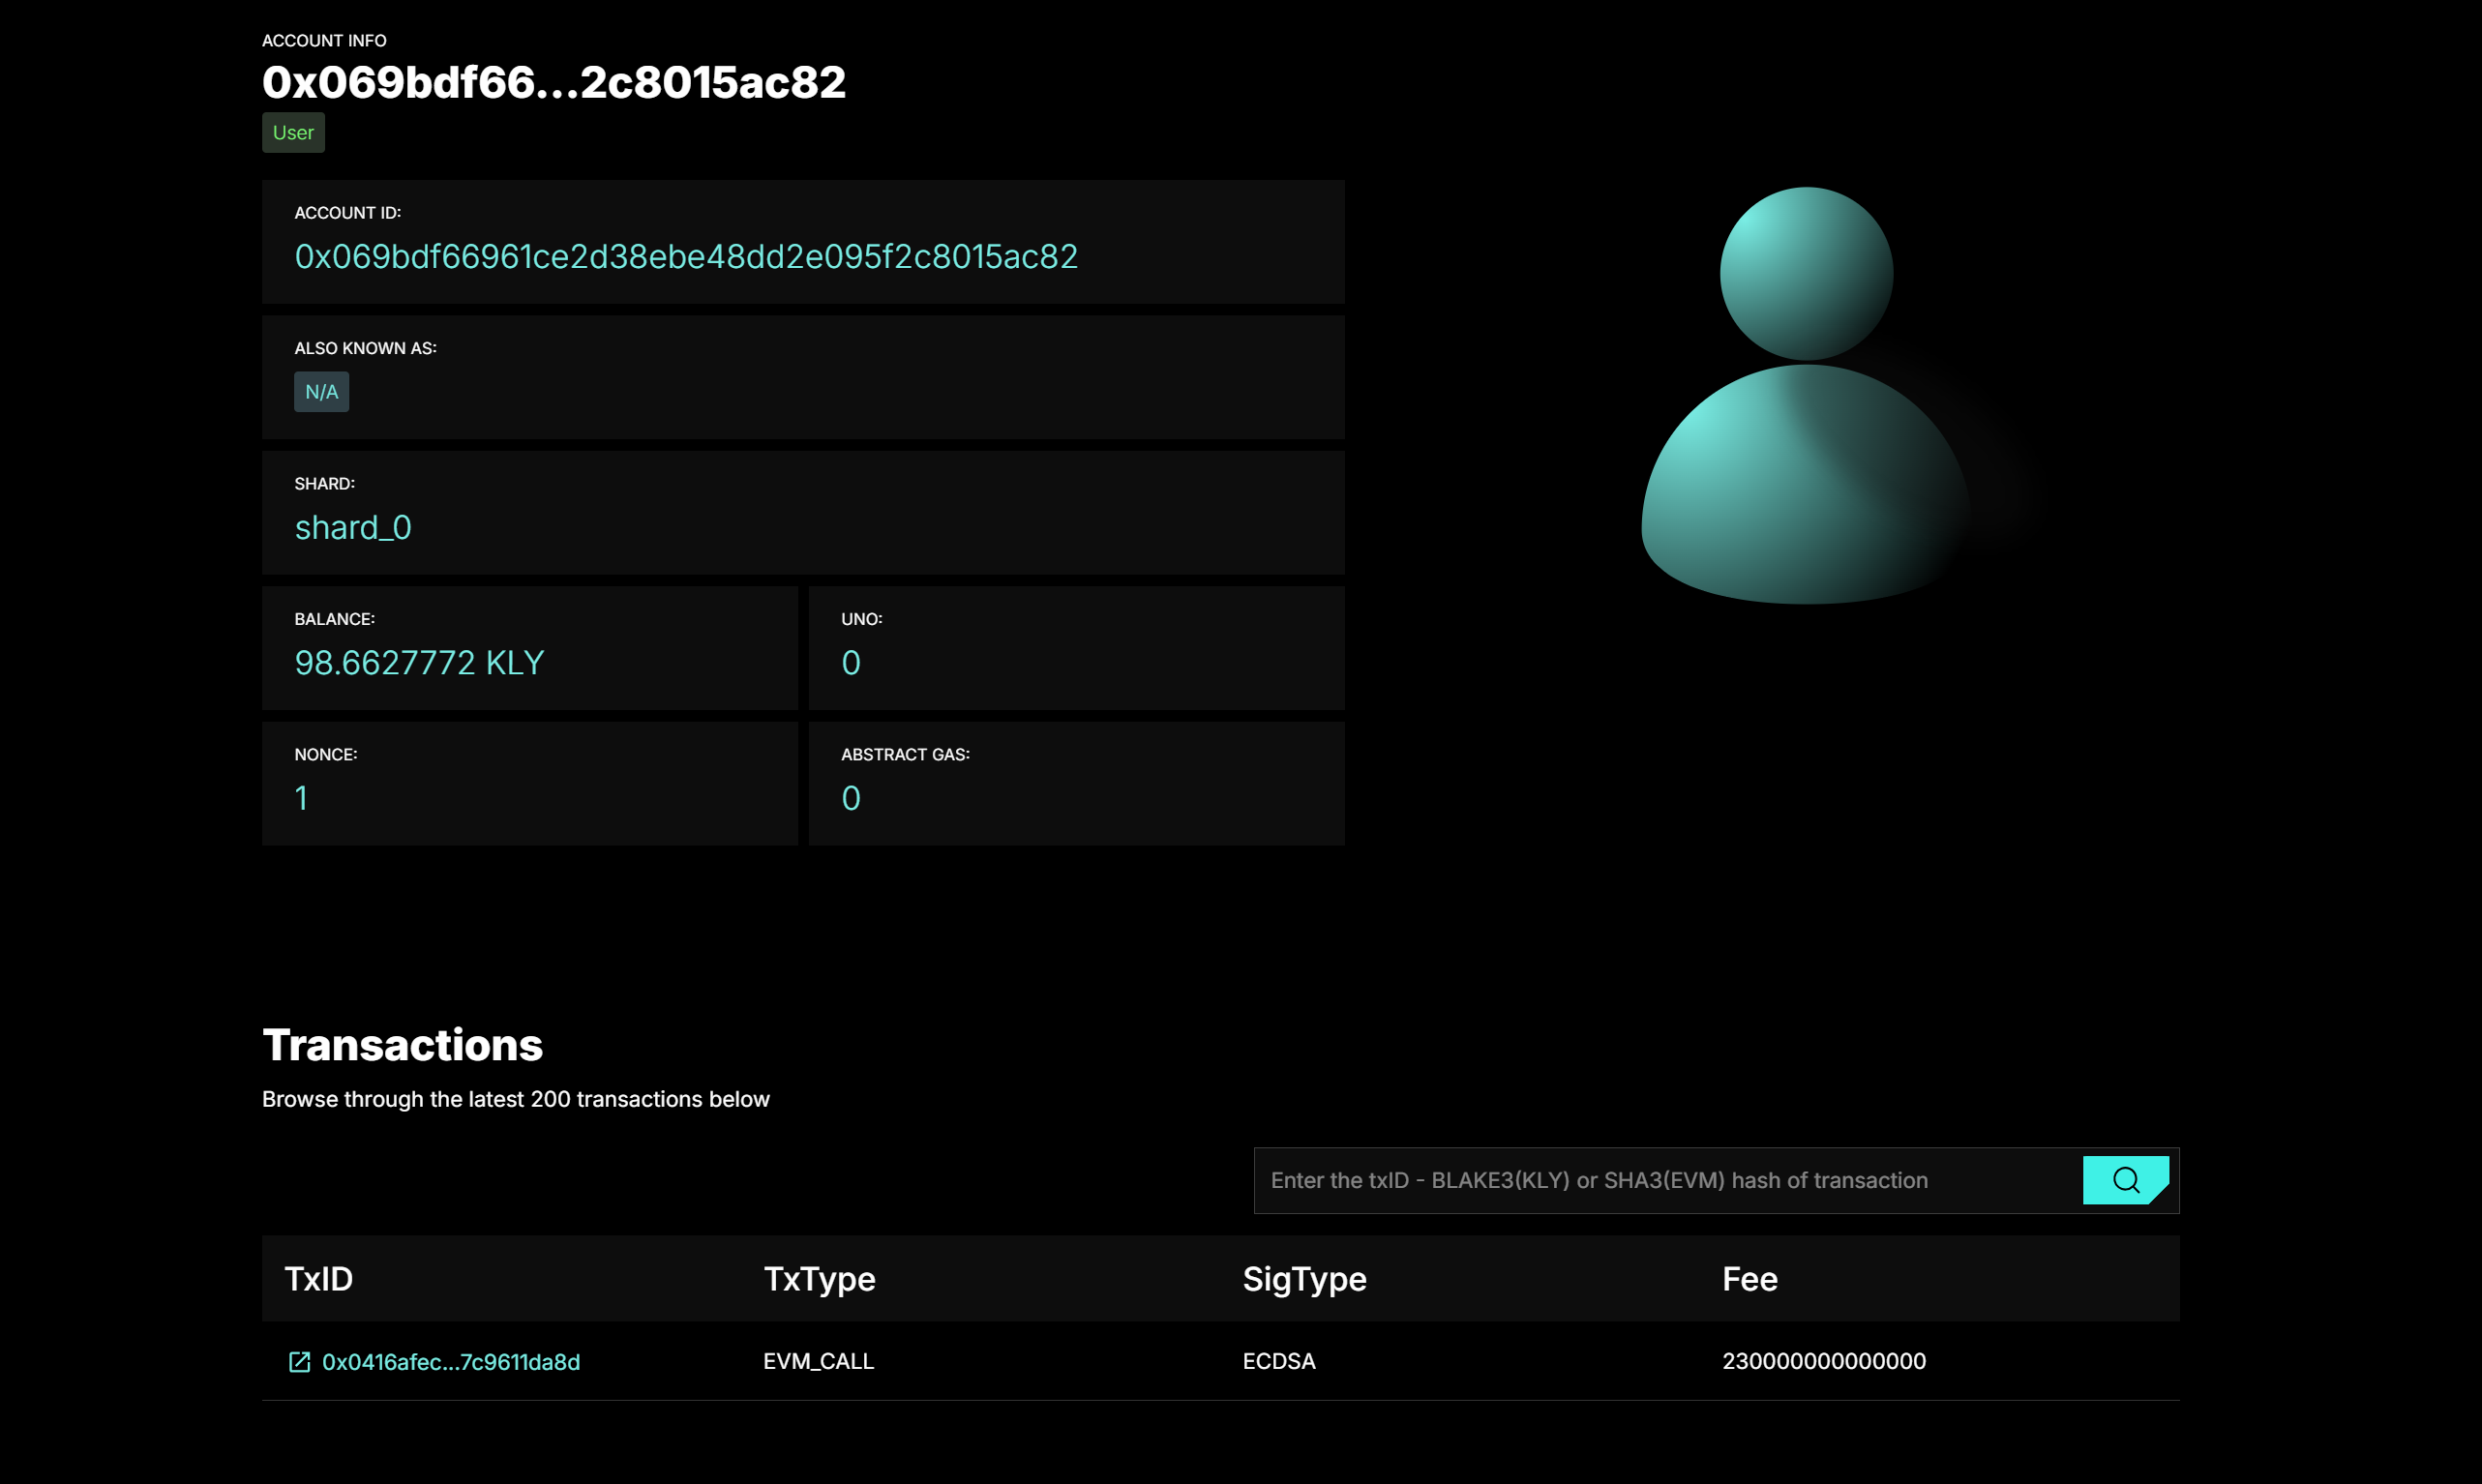 ACCOUNT INFO
0x069bdf66...2c8015ac82
User
ACCOUNT ID:
0x069bdf66961ce2d38ebe48dd2e095f2c8015ac82
ALSO KNOWN AS:
N/A
SHARD:
shard_0
BALANCE:
98.6627772 KLY
UNO:
0
NONCE:
1
ABSTRACT GAS:
0
Transactions
Browse through the latest 200 transactions below
Enter the txID - BLAKE3(KLY) or SHA3(EVM) hash of transaction
TxID TxType SigType Fee
0x0416afec...7c9611da8d EVM_CALL ECDSA 230000000000000